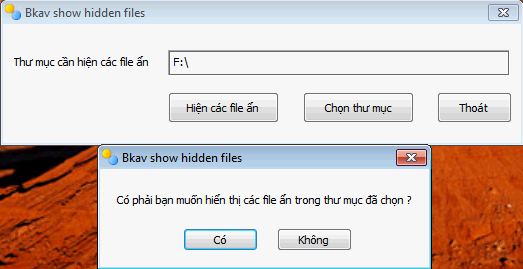 Bkav show hidden files
Thư mục cần hiện các file ẩn
F:\
Hiện các file ẩn
Chọn thư mục
Thoát
Bkav show hidden files
Có phải bạn muốn hiển thị các file ẩn trong thư mục đã chọn ?
Có
Không